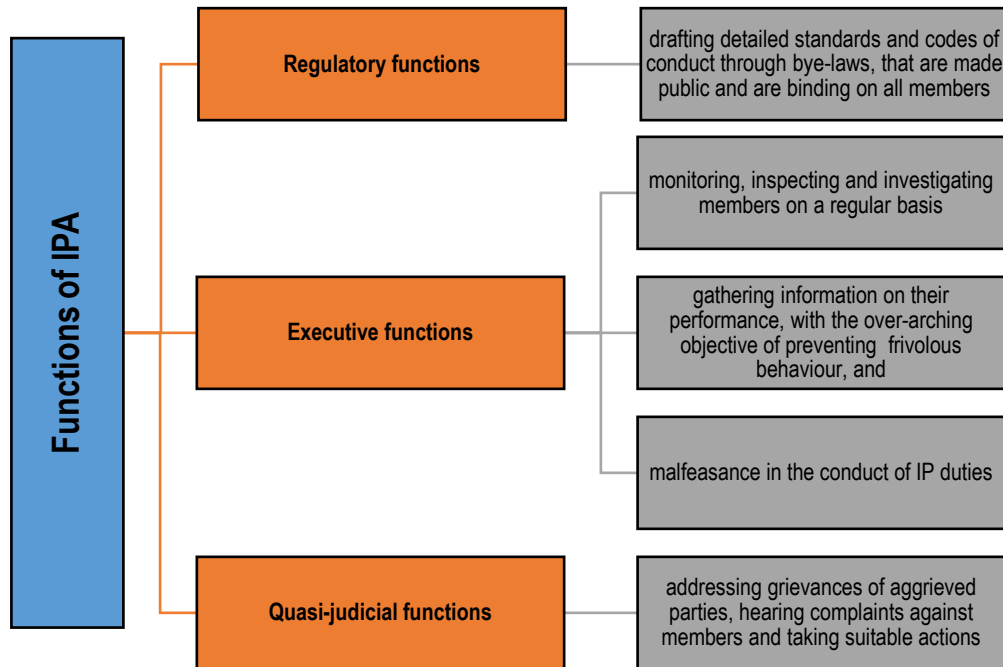 Functions of IPA
Regulatory functions
drafting detailed standards and codes of
conduct through bye-laws, that are made
public and are binding on all members
Executive functions
monitoring, inspecting and investigating
members on a regular basis
gathering information on their
performance, with the over-arching
objective of preventing frivolous
behaviour, and
malfeasance in the conduct of IP duties
Quasi-judicial functions
addressing grievances of aggrieved
parties, hearing complaints against
members and taking suitable actions